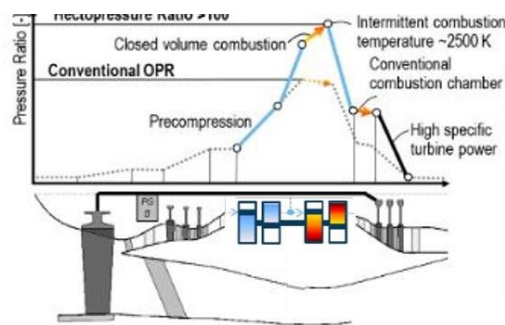 Pressure Ratio [-]
Hectopressure Ratio >100
Intermittent combustion
temperature ~2500 K
Closed volume combustion
Conventional OPR
Conventional
combustion chamber
Precompression
High specific
turbine power
PG
B